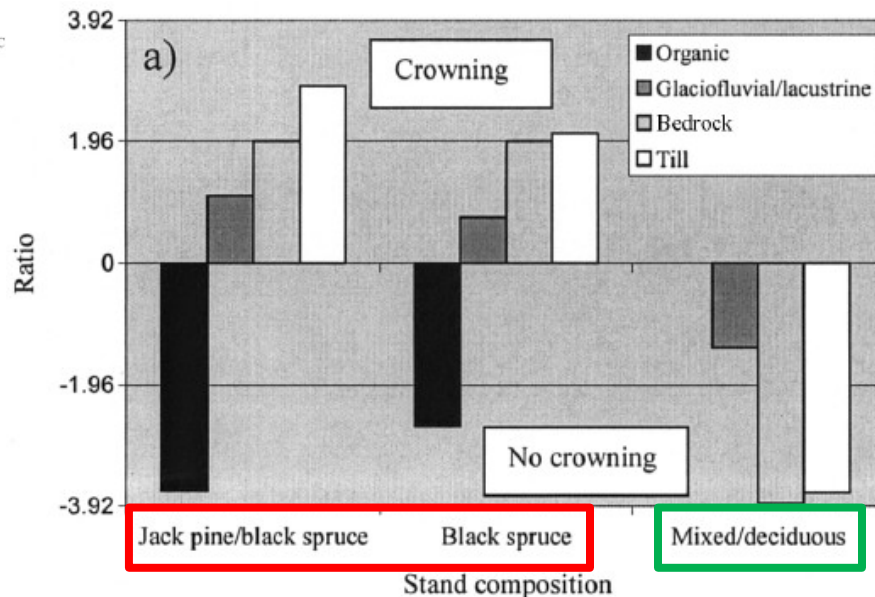 3.92
c
a)
Crowning
Organic
Glaciofluvial/lacustrine
Bedrock
Till
1.96
Ratio
0
-1.96
No crowning
-3.92
Jack pine/black spruce
Black spruce
Mixed/deciduous
Stand composition